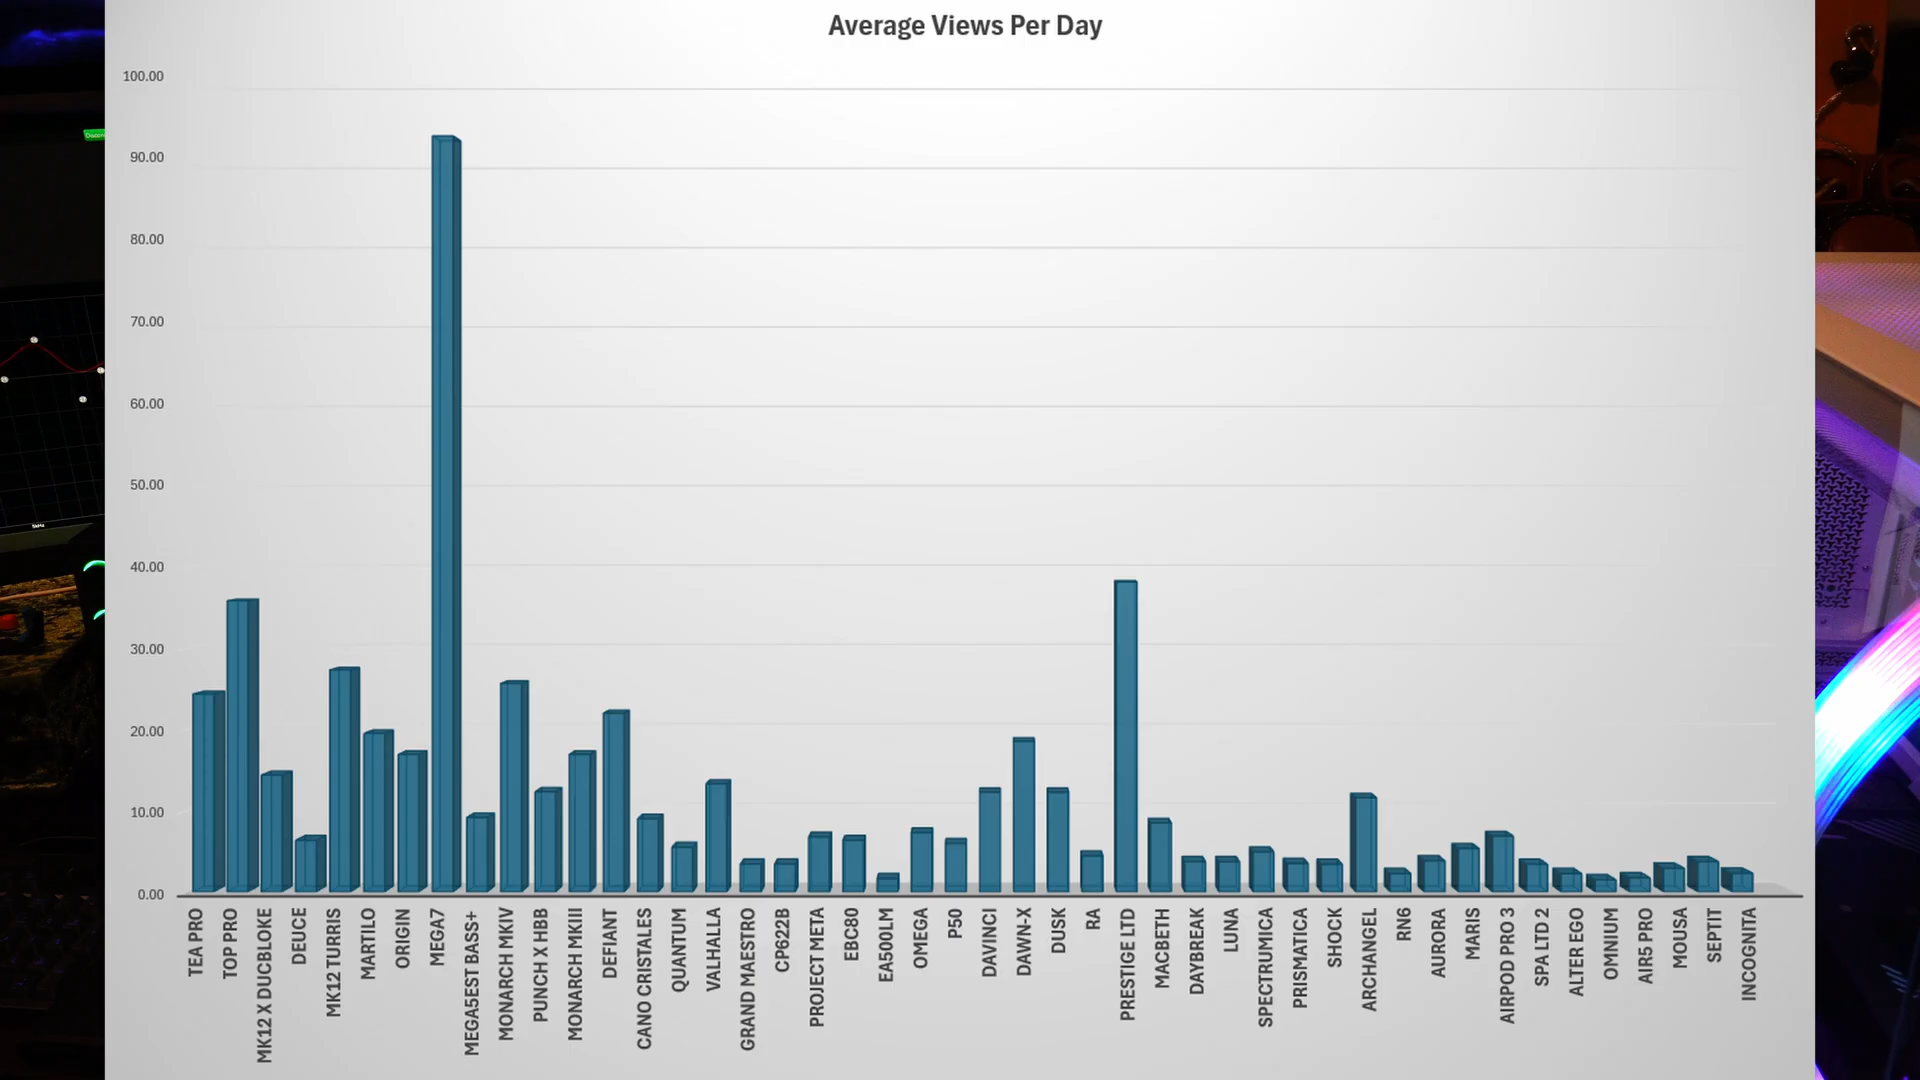 Average Views Per Day
100.00
90.00
80.00
70.00
60.00
50.00
40.00
30.00
20.00
10.00
0.00
TEA PRO
TOP PRO
MK12 X DUCBLOKE
DEUCE
MK12 TURRIS
MARTILO
ORIGIN
MEGA7
MEGA5EST BASS+
MONARCH MKIV
PUNCH X HBB
MONARCH MKIII
DEFIANT
CANO CRISTALES
QUANTUM
VALHALLA
GRAND MAESTRO
CP622B
PROJECT META
EBC80
EA500LM
OMEGA
P50
DAVINCI
DAWN-X
DUSK
RA
PRESTIGE LTD
MACBETH
DAYBREAK
LUNA
SPECTRUMICA
PRISMATICA
SHOCK
ARCHANGEL
RN6
AURORA
MARIS
AIRPOD PRO 3
SPA LTD 2
ALTER EGO
OMNIUM
AIR5 PRO
MOUSA
SEPTIT
INCOGNITA